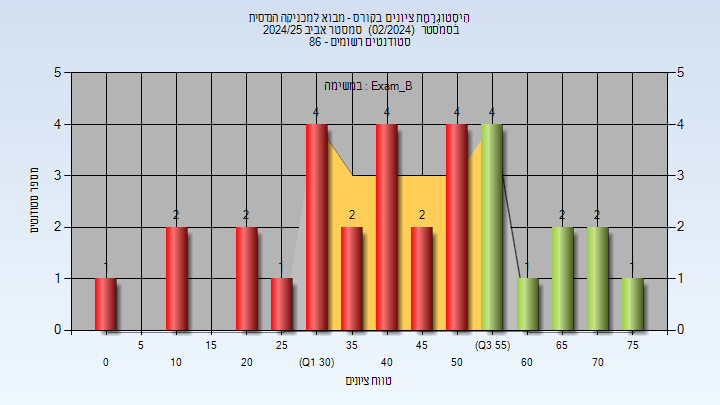 היסטוגרמת ציונים בקורס - מבוא למכניקה הנדסית
בסמסטר (02/2024) סמסטר אביב 2024/25
סטודנטים רשומים - 86
במשימה : Exam_B
מספר סטודנטים
5 4 3 2 1 0
1 2 2 1 4 2 4 2 4 4 1 2 2 1
5 4 3 2 1 0
5 15 25 35 45 (Q3 55) 65 75
0 10 20 (Q1 30) 40 50 60 70
טווח ציונים